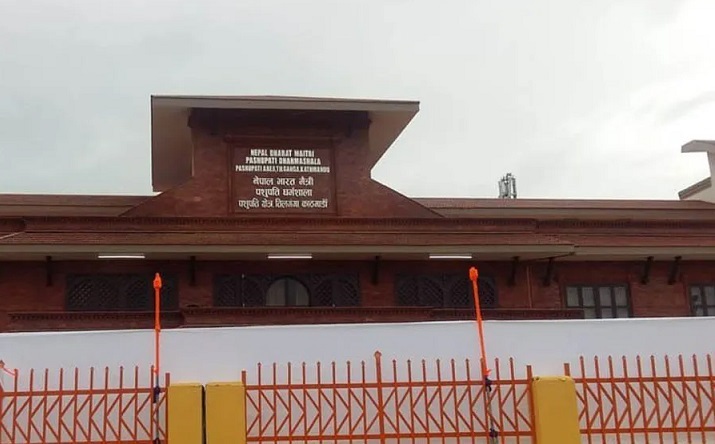 NEPAL BHARAT MAITRI
PASHUPATI DHARMASHALA
PASHUPATI AREA,TILGANGA,KATHMANDU
नेपाल भारत मैत्री
पशुपति धर्मशाला
पशुपति क्षेत्र तिलगंगा काठमाडौं